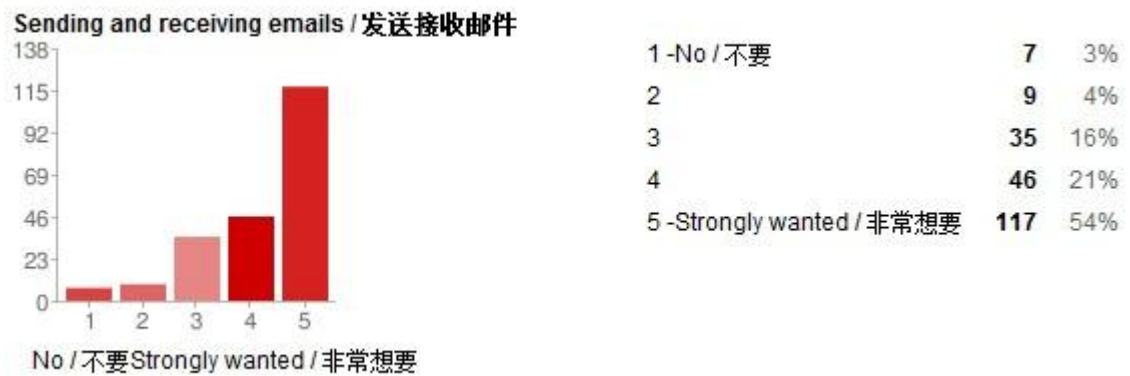 Sending and receiving emails / 发送接收邮件
138
115
92
69
46
23
0
1 2 3 4 5
No / 不要Strongly wanted / 非常想要
1 -No / 不要 7 3%
2 9 4%
3 35 16%
4 46 21%
5 -Strongly wanted / 非常想要 117 54%